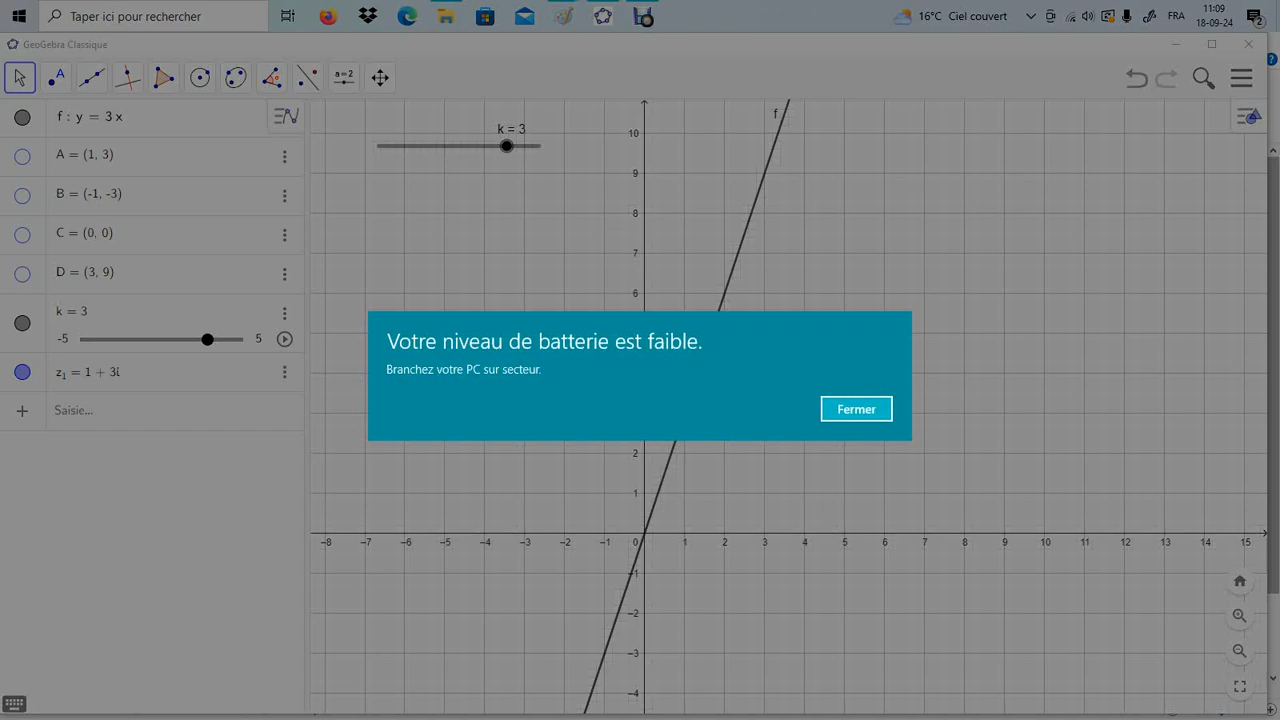 Taper ici pour rechercher
16°C Ciel couvert
FRA
11:09
18-09-24
2
GeoGebra Classique
A
a=2
f : y = 3 x
A = (1, 3)
B = (-1, -3)
C = (0, 0)
D = (3, 9)
k = 3
-5
5
z₁ = 1 + 3i
Saisie...
k = 3
f
10
9
8
7
6
Votre niveau de batterie est faible.
Branchez votre PC sur secteur.
Fermer
2
1
–8 –7 –6 –5 –4 –3 –2 –1 0 1 2 3 4 5 6 7 8 9 10 11 12 13 14 15
–1
–2
–3
–4